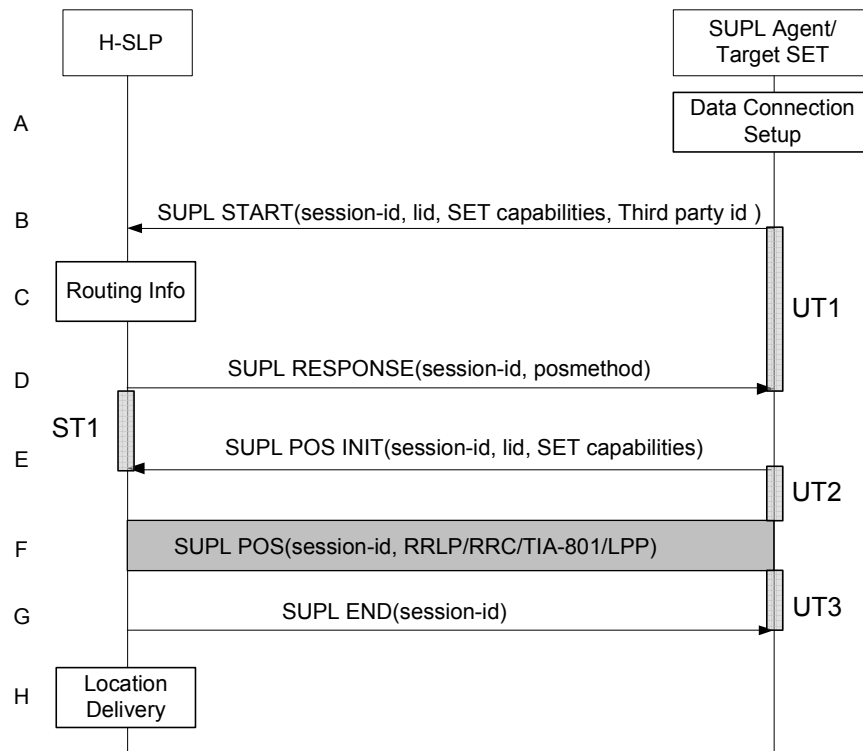 H-SLP
SUPL Agent/
Target SET
A
Data Connection
Setup
B
SUPL START(session-id, lid, SET capabilities, Third party id )
C
Routing Info
UT1
D
SUPL RESPONSE(session-id, posmethod)
ST1
E
SUPL POS INIT(session-id, lid, SET capabilities)
UT2
F
SUPL POS(session-id, RRLP/RRC/TIA-801/LPP)
G
SUPL END(session-id)
UT3
H
Location
Delivery